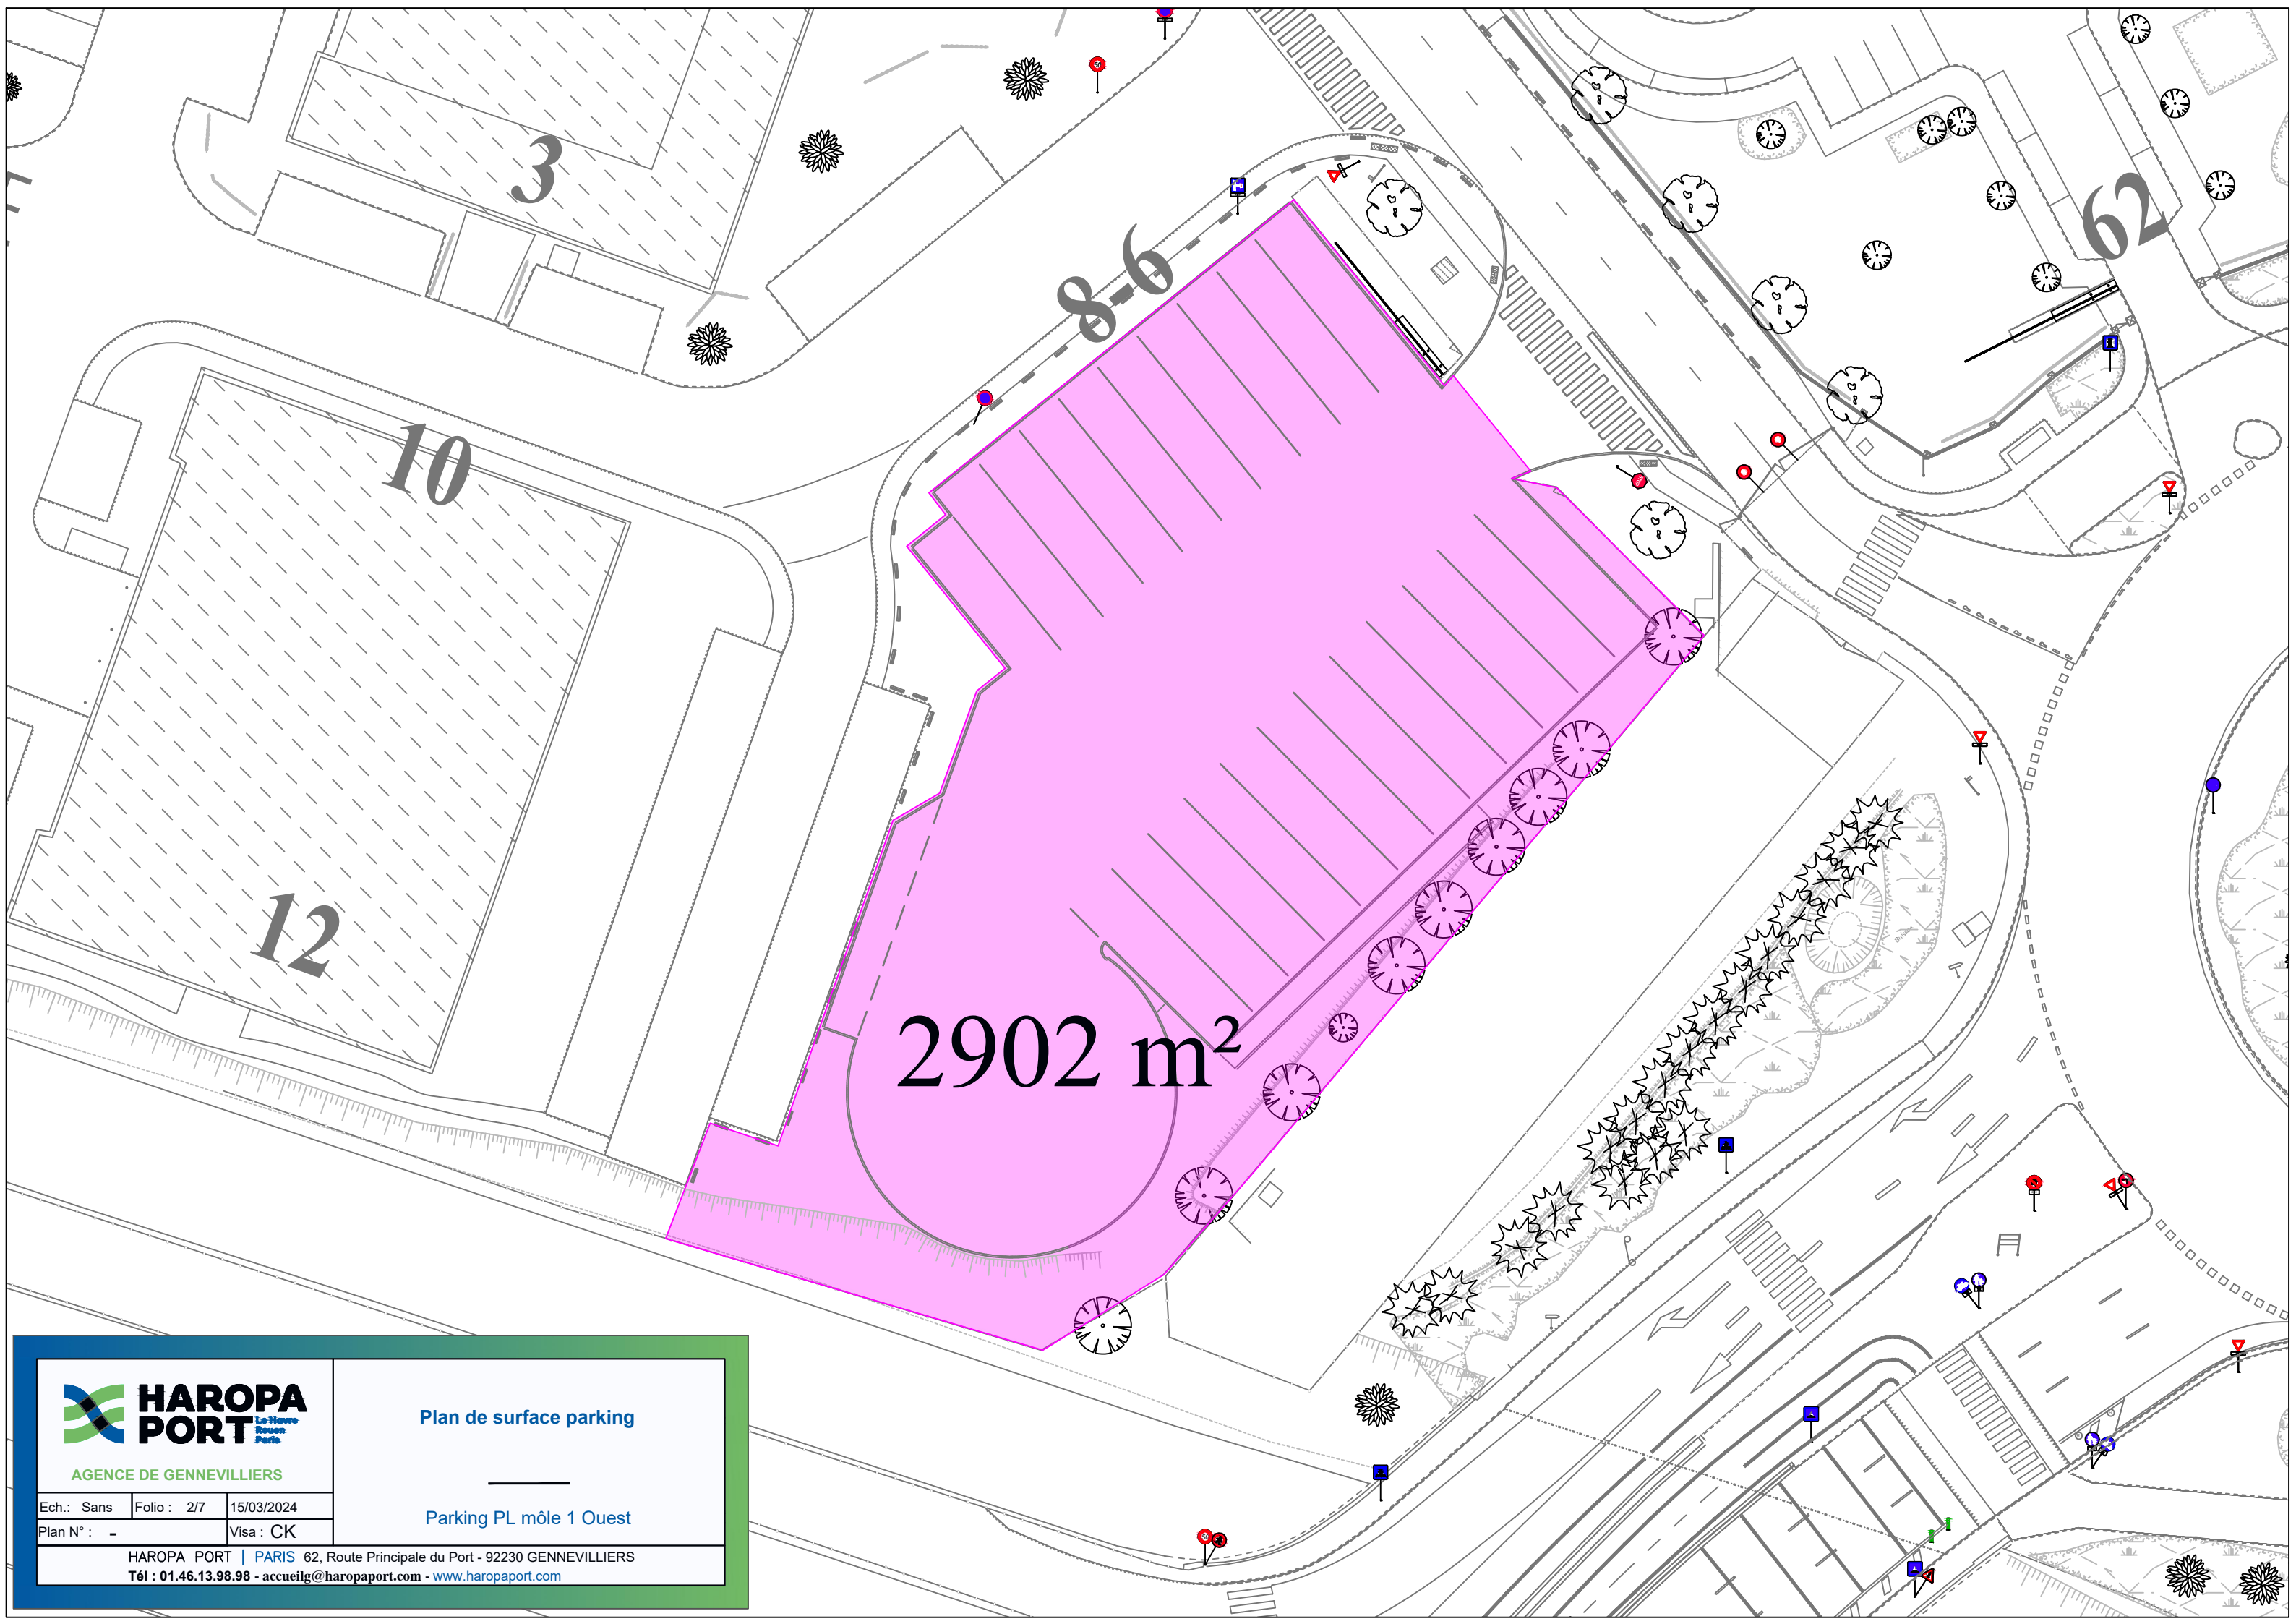 3
8-6
62
10
12
2902 m²
HAROPA
PORT
Le Havre
Rouen
Paris
AGENCE DE GENNEVILLIERS
Plan de surface parking
Parking PL môle 1 Ouest
Ech.: Sans
Folio : 2/7
15/03/2024
Plan N° : -
Visa : CK
HAROPA PORT | PARIS 62, Route Principale du Port - 92230 GENNEVILLIERS
Tél : 01.46.13.98.98 - accueilg@haropaport.com - www.haropaport.com